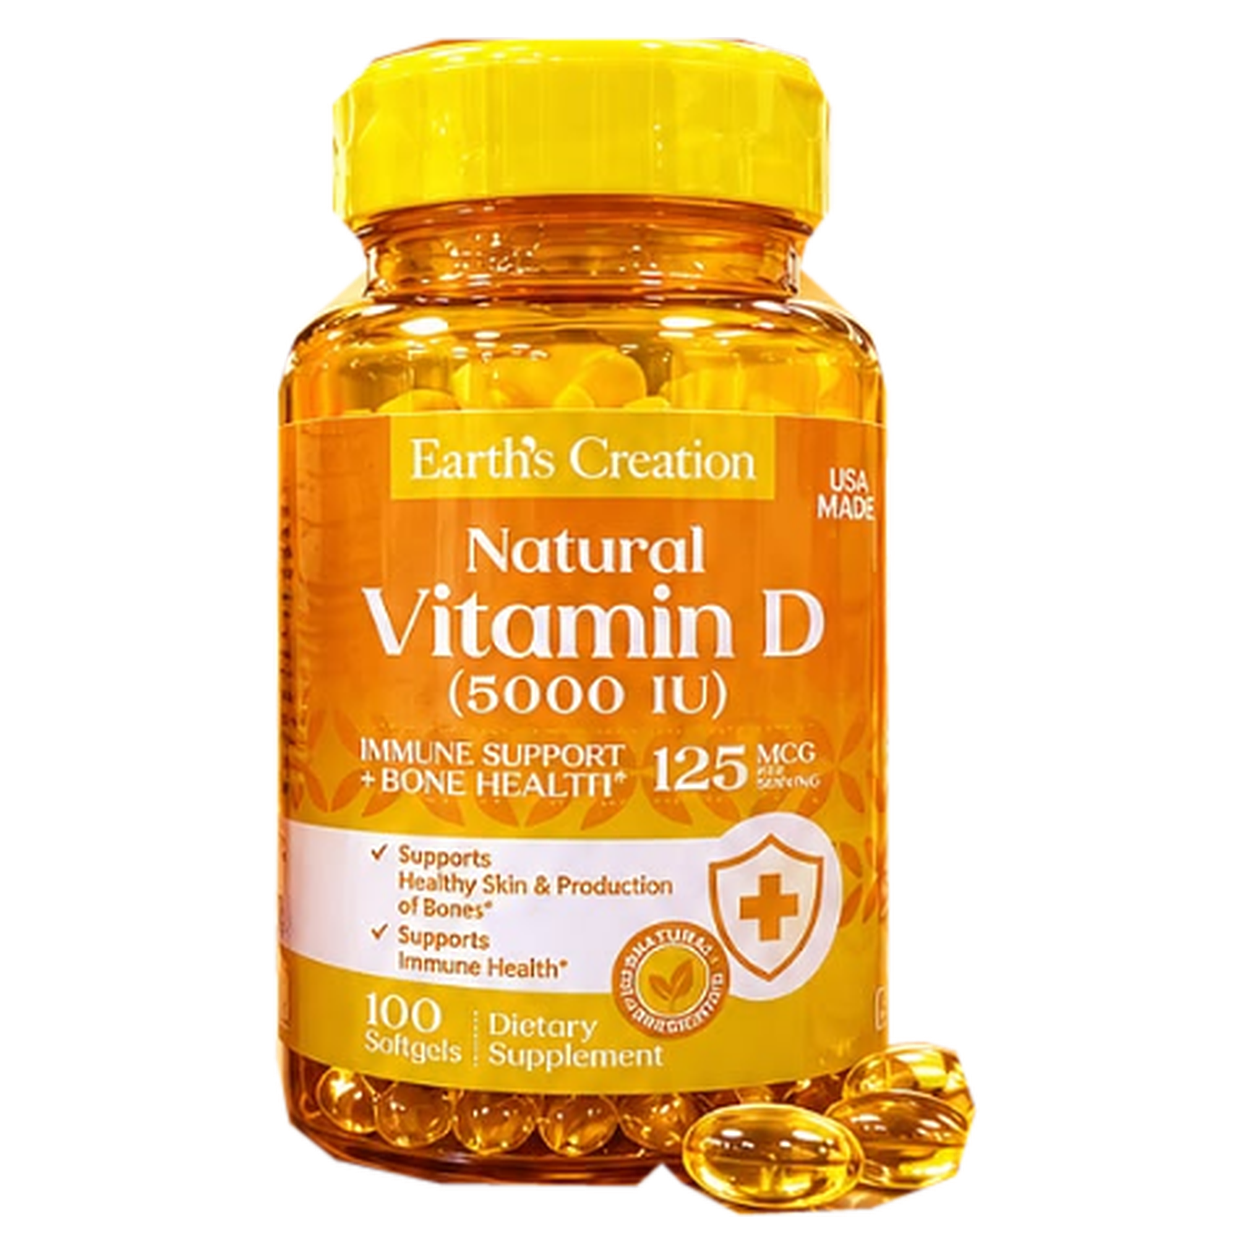 Earth's Creation
USA
MADE
Natural
Vitamin D
(5000 IU)
IMMUNE SUPPORT
+ BONE HEALTTI*
125 MCG
✓ Supports
Healthy Skin & Production
of Bones*
✓ Supports
Immune Health*
NATURAL
100
Softgels
Dietary
Supplement